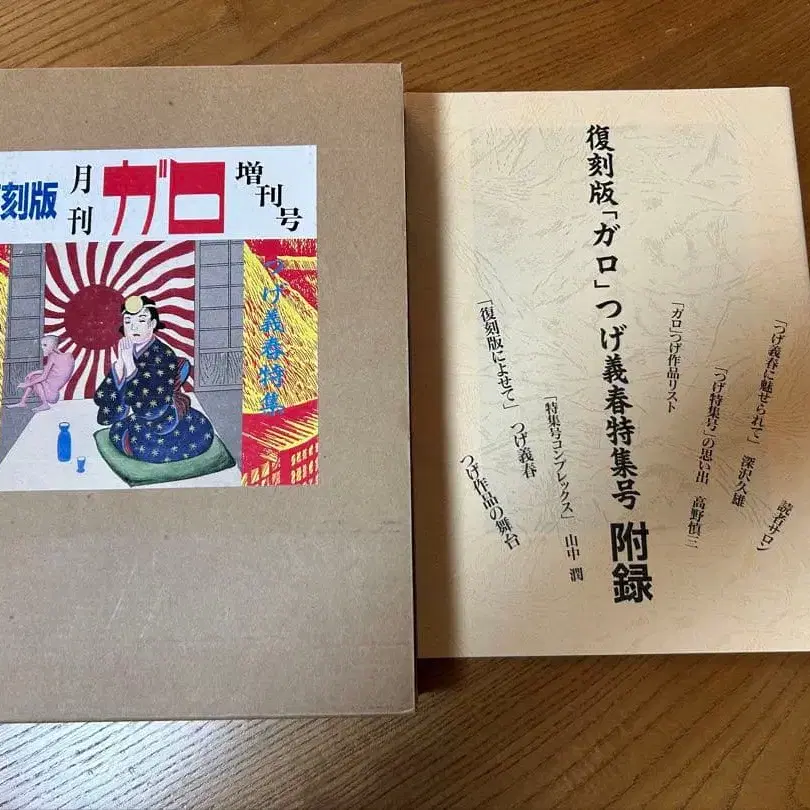 刻版
月刊
ガロ
増刊号
つげ義春特集
復刻版「ガロ」つげ義春特集号 附録
読者サロン
「つげ義春に魅せられて」 深沢久雄
「つげ特集号」の思い出 高野慎三
「ガロ」つげ作品リスト
「特集号コンプレックス」 山中 潤
「復刻版によせて」 つげ義春
つげ作品の舞台